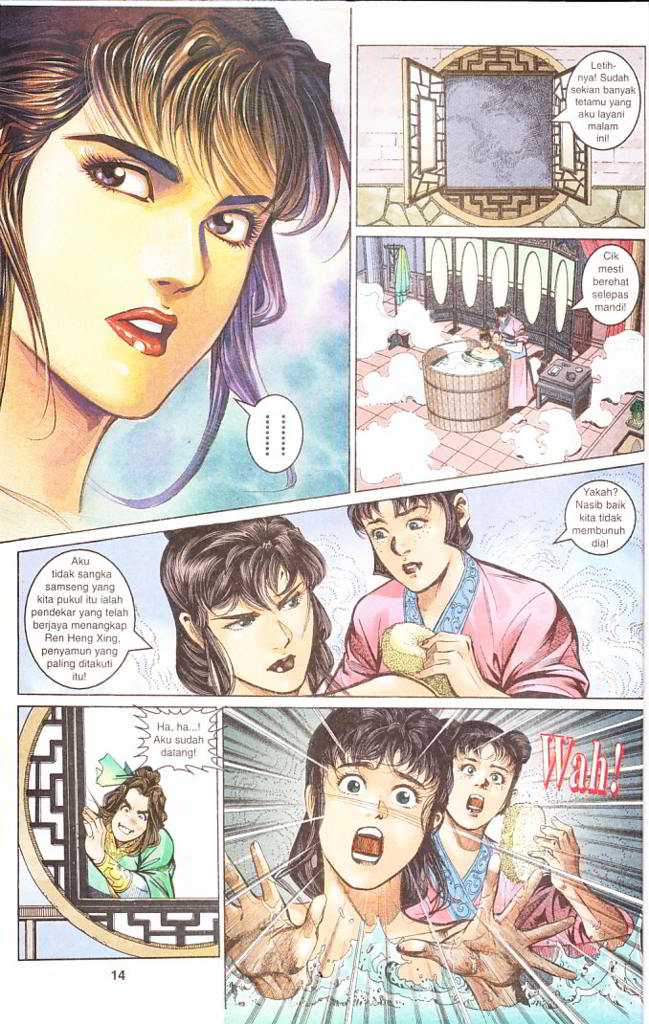 ......
Letih-
nya! Sudah
sekian banyak
tetamu yang
aku layani
malam
ini!
Cik
mesti
berehat
selepas
mandi!
Aku
tidak sangka
samseng yang
kita pukul itu ialah
pendekar yang telah
berjaya menangkap
Ren Heng Xing,
penyamun yang
paling ditakuti
itu!
Yakah?
Nasib baik
kita tidak
membunuh
dia!
Ha, ha...!
Aku sudah
datang!
Wah!
14